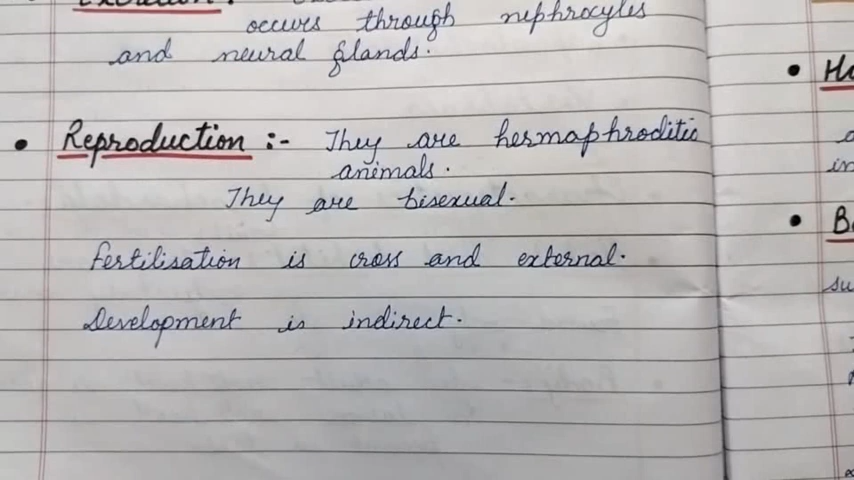 occurs through nephrocytes
and neural glands.
• Reproduction :- They are hermaphroditic
animals.
They are bisexual.
Fertilisation is cross and external.
Development is indirect.